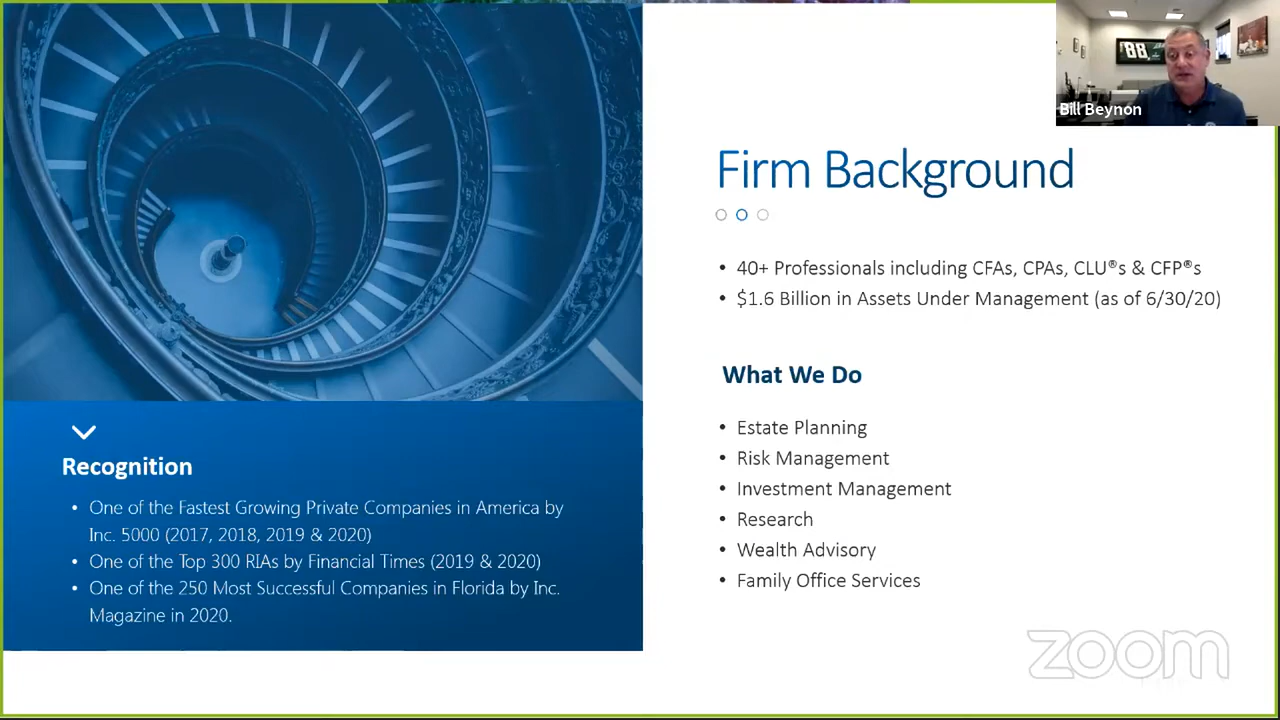 88
Bill Beynon
Firm Background
• 40+ Professionals including CFAs, CPAs, CLU®s & CFP®s
• $1.6 Billion in Assets Under Management (as of 6/30/20)
What We Do
• Estate Planning
• Risk Management
• Investment Management
• Research
• Wealth Advisory
• Family Office Services
Recognition
• One of the Fastest Growing Private Companies in America by
Inc. 5000 (2017, 2018, 2019 & 2020)
• One of the Top 300 RIAs by Financial Times (2019 & 2020)
• One of the 250 Most Successful Companies in Florida by Inc.
Magazine in 2020.
zoom